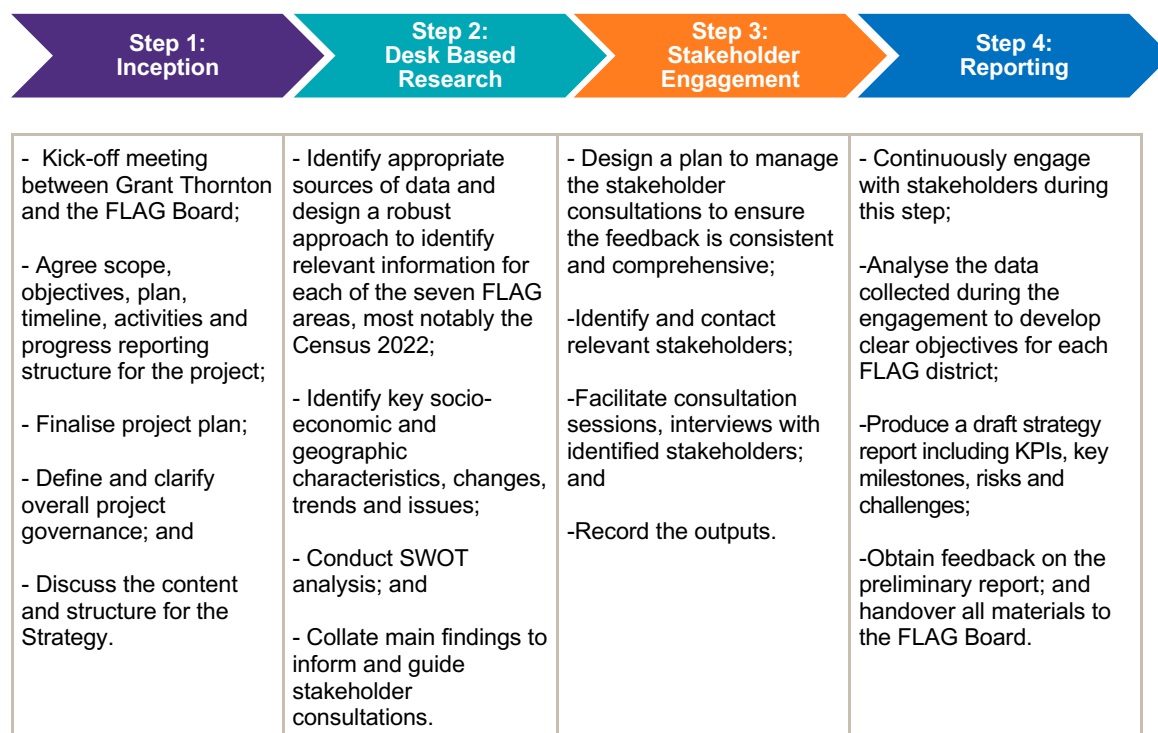 Step 1:
Inception
Step 2:
Desk Based
Research
Step 3:
Stakeholder
Engagement
Step 4:
Reporting
- Kick-off meeting
between Grant Thornton
and the FLAG Board;
- Agree scope,
objectives, plan,
timeline, activities and
progress reporting
structure for the project;
- Finalise project plan;
- Define and clarify
overall project
governance; and
- Discuss the content
and structure for the
Strategy.
- Identify appropriate
sources of data and
design a robust
approach to identify
relevant information for
each of the seven FLAG
areas, most notably the
Census 2022;
- Identify key socio-
economic and
geographic
characteristics, changes,
trends and issues;
- Conduct SWOT
analysis; and
- Collate main findings to
inform and guide
stakeholder
consultations.
- Design a plan to manage
the stakeholder
consultations to ensure
the feedback is consistent
and comprehensive;
-Identify and contact
relevant stakeholders;
-Facilitate consultation
sessions, interviews with
identified stakeholders;
and
-Record the outputs.
- Continuously engage
with stakeholders during
this step;
-Analyse the data
collected during the
engagement to develop
clear objectives for each
FLAG district;
-Produce a draft strategy
report including KPIs, key
milestones, risks and
challenges;
-Obtain feedback on the
preliminary report; and
handover all materials to
the FLAG Board.